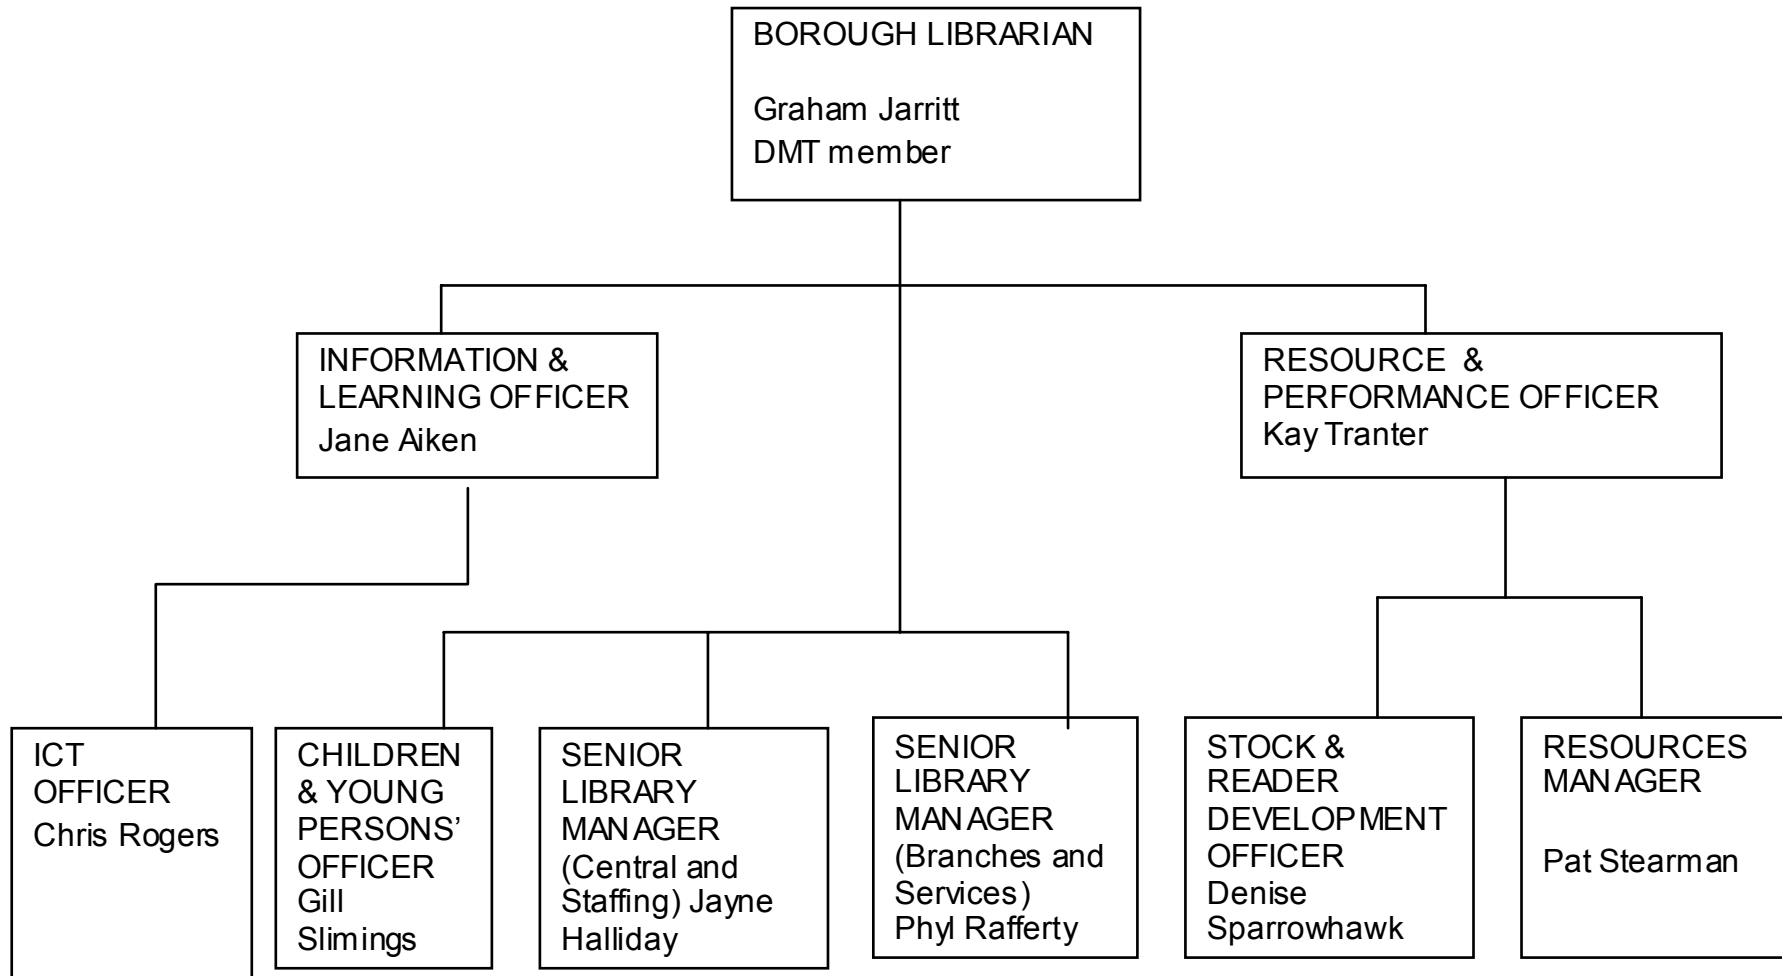 BOROUGH LIBRARIAN
Graham Jarritt
DMT member
INFORMATION &
LEARNING OFFICER
Jane Aiken
RESOURCE &
PERFORMANCE OFFICER
Kay Tranter
ICT
OFFICER
Chris Rogers
CHILDREN
& YOUNG
PERSONS’
OFFICER
Gill
Slimings
SENIOR
LIBRARY
MANAGER
(Central and
Staffing) Jayne
Halliday
SENIOR
LIBRARY
MANAGER
(Branches and
Services)
Phyl Rafferty
STOCK &
READER
DEVELOPMENT
OFFICER
Denise
Sparrowhawk
RESOURCES
MANAGER
Pat Stearman